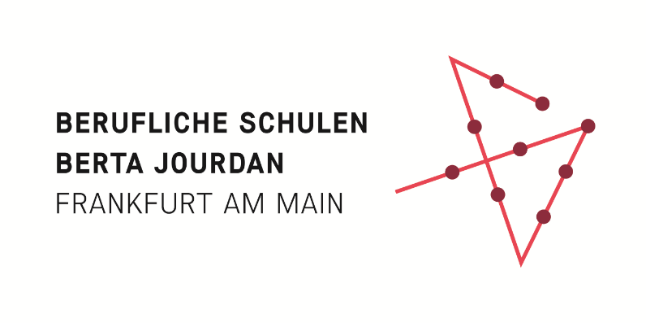 BERUFLICHE SCHULEN
BERTA JOURDAN
FRANKFURT AM MAIN